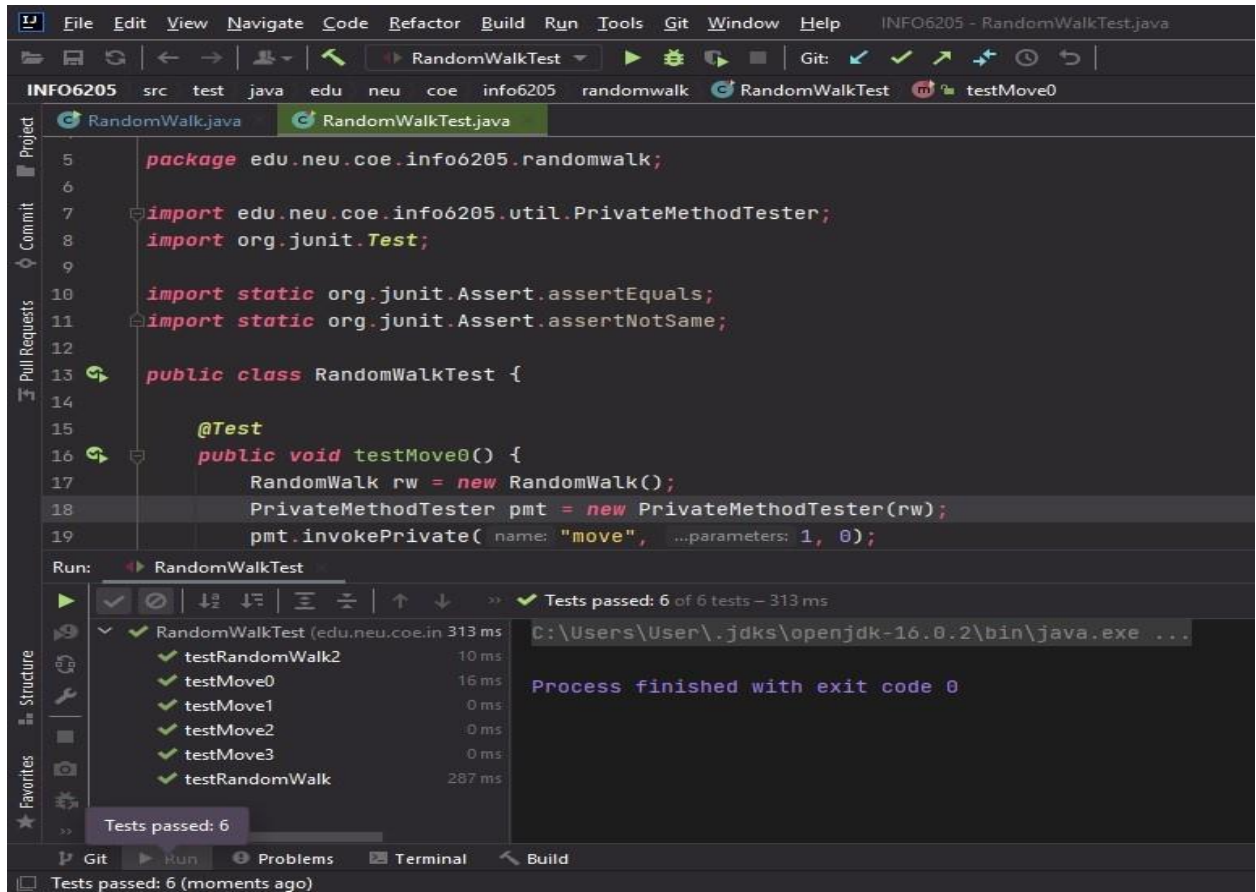 File Edit View Navigate Code Refactor Build Run Tools Git Window Help INFO6205 - RandomWalkTest.java
RandomWalkTest Git:
INFO6205 src test java edu neu coe info6205 randomwalk RandomWalkTest testMove0
RandomWalk.java RandomWalkTest.java
Project
Commit
Pull Requests
5 package edu.neu.coe.info6205.randomwalk;
6
7 import edu.neu.coe.info6205.util.PrivateMethodTester;
8 import org.junit.Test;
9
10 import static org.junit.Assert.assertEquals;
11 import static org.junit.Assert.assertNotSame;
12
13 public class RandomWalkTest {
14
15 @Test
16 public void testMove0() {
17 RandomWalk rw = new RandomWalk();
18 PrivateMethodTester pmt = new PrivateMethodTester(rw);
19 pmt.invokePrivate( name: "move", ...parameters: 1, 0);
Run: RandomWalkTest
» Tests passed: 6 of 6 tests – 313 ms
RandomWalkTest (edu.neu.coe.in 313 ms
testRandomWalk2 10 ms
testMove0 16 ms
testMove1 0 ms
testMove2 0 ms
testMove3 0 ms
testRandomWalk 287 ms
C:\Users\User\.jdks\openjdk-16.0.2\bin\java.exe ...
Process finished with exit code 0
Structure
Favorites
Tests passed: 6
Git Run Problems Terminal Build
Tests passed: 6 (moments ago)